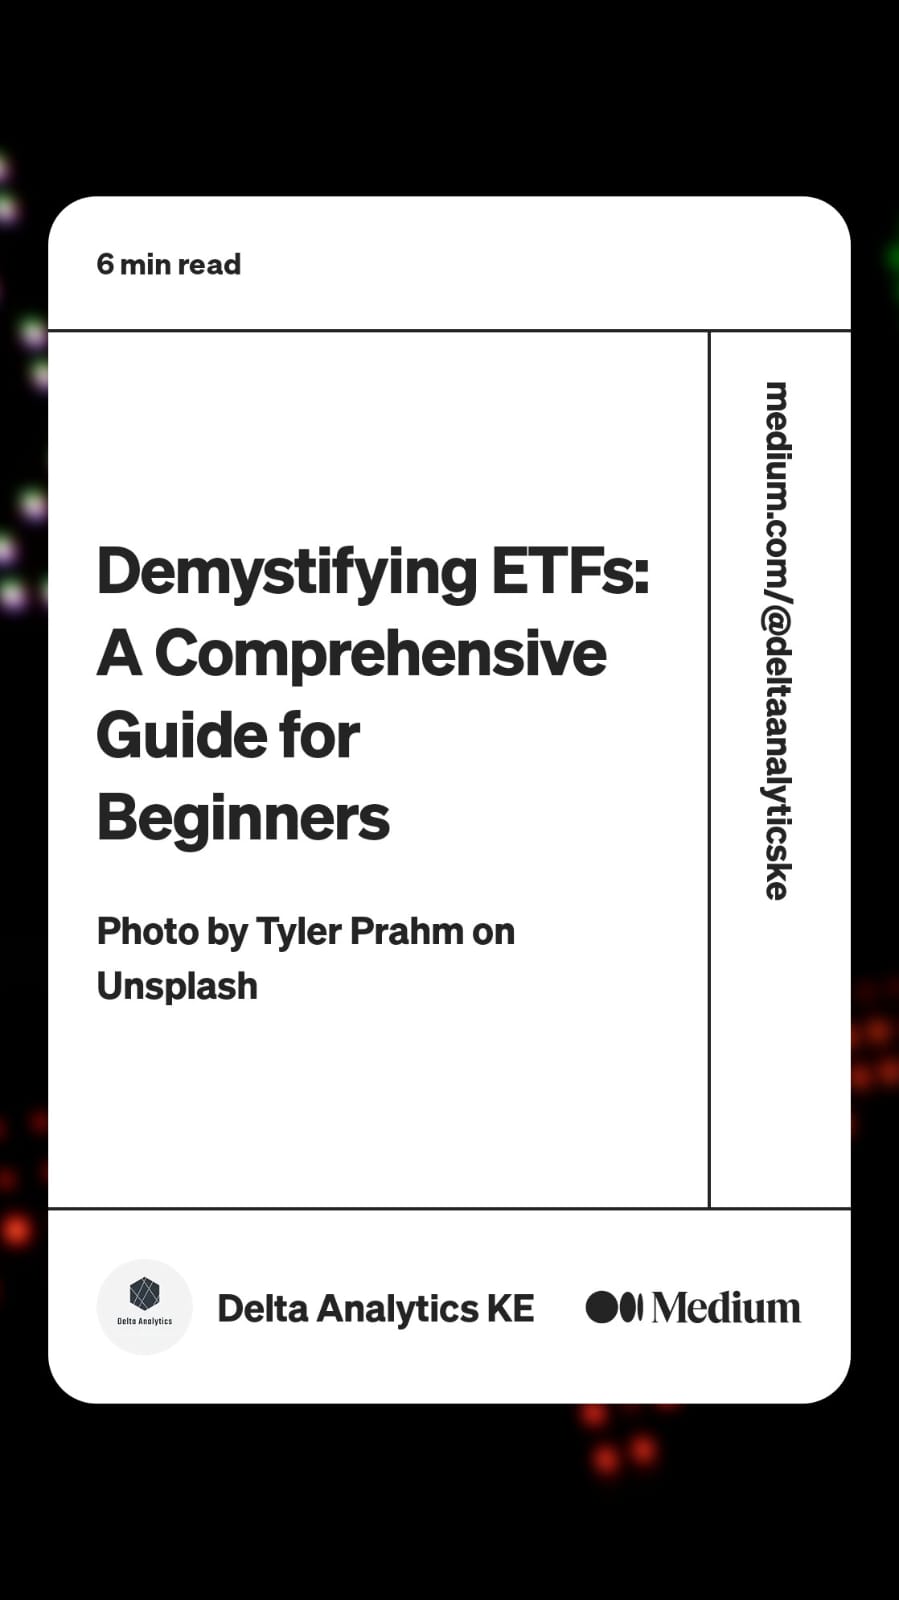 6 min read
medium.com/@deltaanalyticske
Demystifying ETFs:
A Comprehensive
Guide for
Beginners
Photo by Tyler Prahm on
Unsplash
Delta Analytics
Delta Analytics KE
Medium